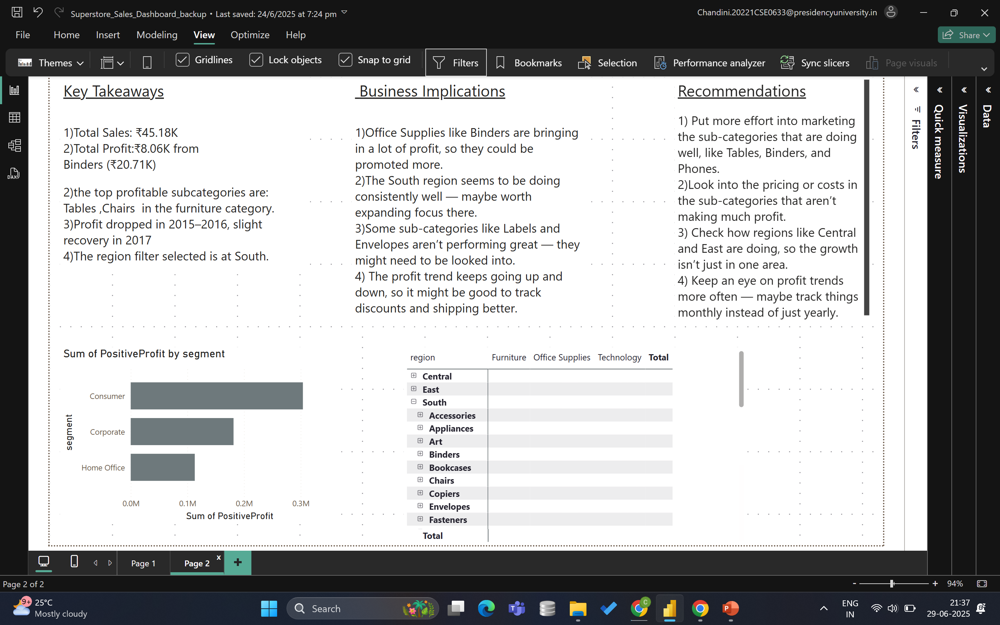 Superstore_Sales_Dashboard_backup • Last saved: 24/6/2025 at 7:24 pm
Chandini.20221CSE0633@presidencyuniversity.in
File Home Insert Modeling View Optimize Help
Share
Themes
Gridlines
Lock objects
Snap to grid
Filters
Bookmarks
Selection
Performance analyzer
Sync slicers
Page visuals
DAX
Key Takeaways
1)Total Sales: ₹45.18K
2)Total Profit:₹8.06K from
Binders (₹20.71K)
2)the top profitable subcategories are:
Tables ,Chairs  in the furniture category.
3)Profit dropped in 2015–2016, slight
recovery in 2017
4)The region filter selected is at South.
Business Implications
1)Office Supplies like Binders are bringing
in a lot of profit, so they could be
promoted more.
2)The South region seems to be doing
consistently well — maybe worth
expanding focus there.
3)Some sub-categories like Labels and
Envelopes aren’t performing great — they
might need to be looked into.
4) The profit trend keeps going up and
down, so it might be good to track
discounts and shipping better.
Recommendations
1) Put more effort into marketing
the sub-categories that are doing
well, like Tables, Binders, and
Phones.
2)Look into the pricing or costs in
the sub-categories that aren’t
making much profit.
3) Check how regions like Central
and East are doing, so the growth
isn’t just in one area.
4) Keep an eye on profit trends
more often — maybe track things
monthly instead of just yearly.
Filters
Quick measure
Visualizations
Data
Sum of PositiveProfit by segment
segment
Consumer
Corporate
Home Office
0.0M 0.1M 0.2M 0.3M
Sum of PositiveProfit
region Furniture Office Supplies Technology Total
Central
East
South
Accessories
Appliances
Art
Binders
Bookcases
Chairs
Copiers
Envelopes
Fasteners
Total
Page 1
Page 2
x
+
Page 2 of 2
- + 94%
9+
25°C
Mostly cloudy
Search
T
C
P
ENG
IN
21:37
29-06-2025